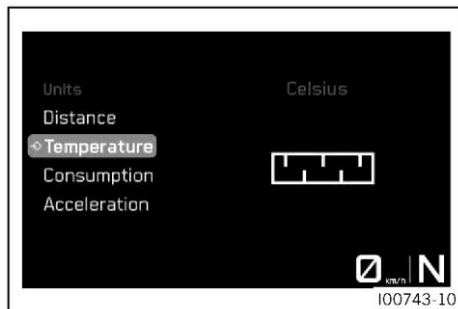 Units Celsius
Distance
Temperature
Consumption
Acceleration
0 km/h N
I00743-10